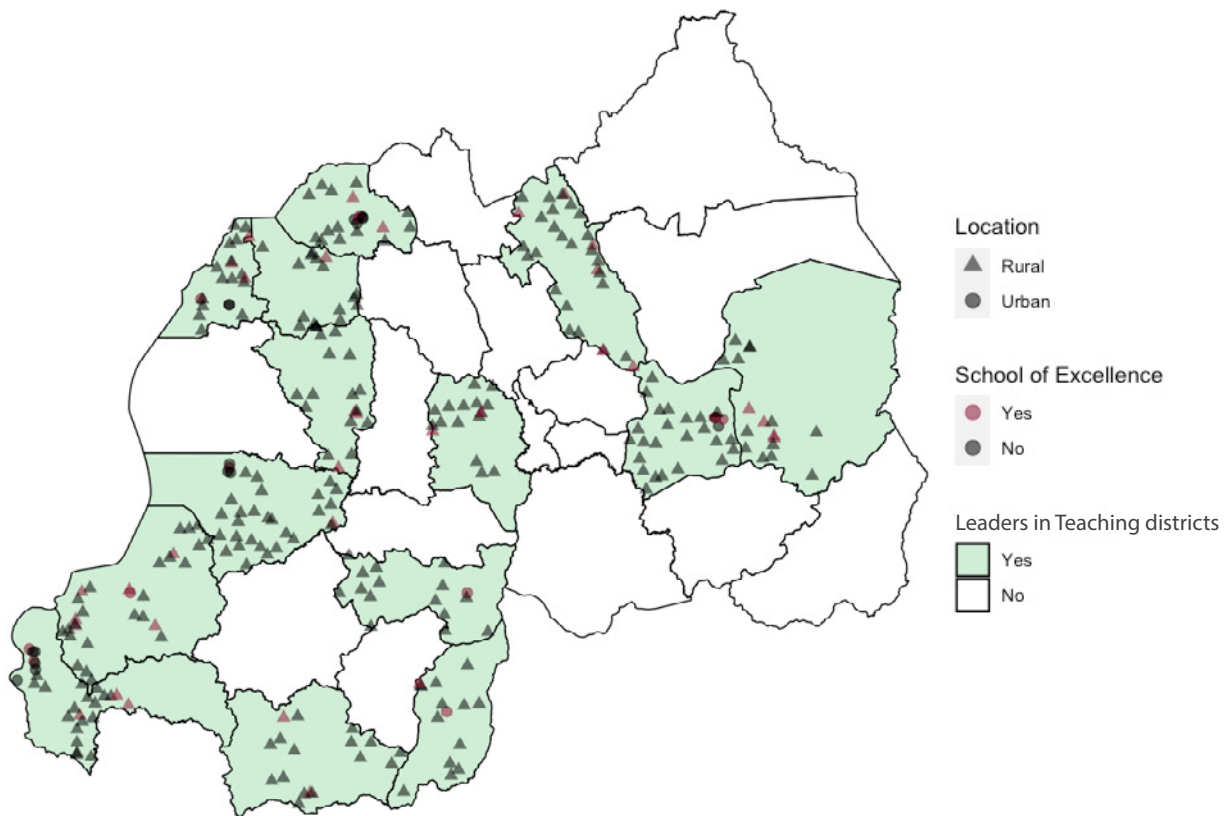 Location
Rural
Urban
School of Excellence
Yes
No
Leaders in Teaching districts
Yes
No